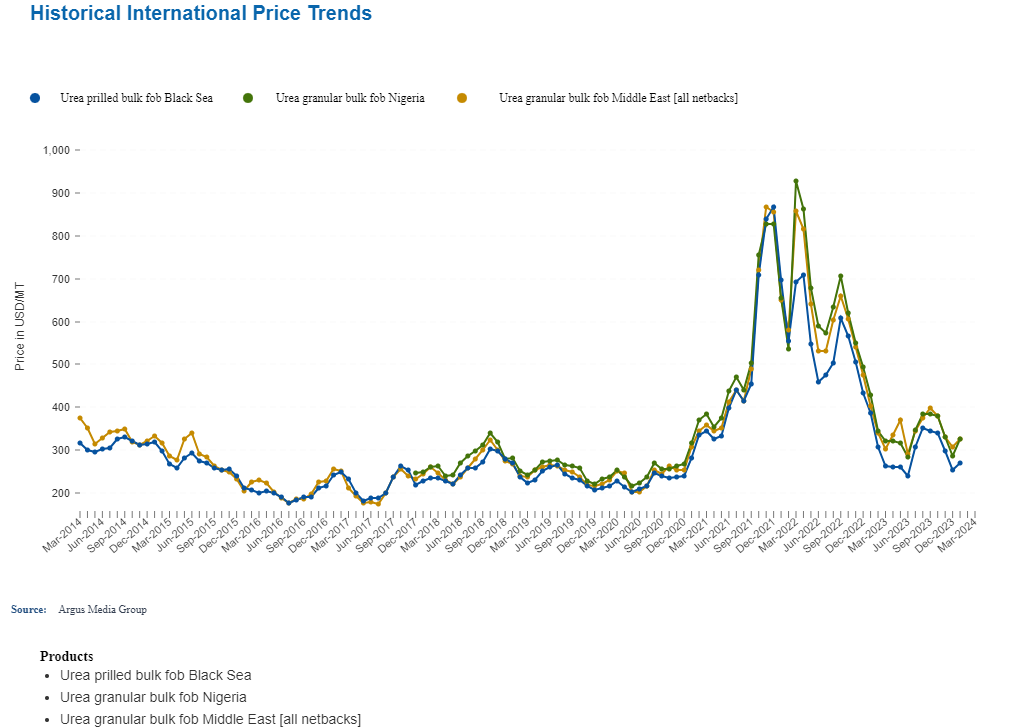 Historical International Price Trends
Urea prilled bulk fob Black Sea
Urea granular bulk fob Nigeria
Urea granular bulk fob Middle East [all netbacks]
Price in USD/MT
1,000
900
800
700
600
500
400
300
200
Mar-2014
Jun-2014
Sep-2014
Dec-2014
Mar-2015
Jun-2015
Sep-2015
Dec-2015
Mar-2016
Jun-2016
Sep-2016
Dec-2016
Mar-2017
Jun-2017
Sep-2017
Dec-2017
Mar-2018
Jun-2018
Sep-2018
Dec-2018
Mar-2019
Jun-2019
Sep-2019
Dec-2019
Mar-2020
Jun-2020
Sep-2020
Dec-2020
Mar-2021
Jun-2021
Sep-2021
Dec-2021
Mar-2022
Jun-2022
Sep-2022
Dec-2022
Mar-2023
Jun-2023
Sep-2023
Dec-2023
Mar-2024
Source: Argus Media Group
Products
• Urea prilled bulk fob Black Sea
• Urea granular bulk fob Nigeria
• Urea granular bulk fob Middle East [all netbacks]